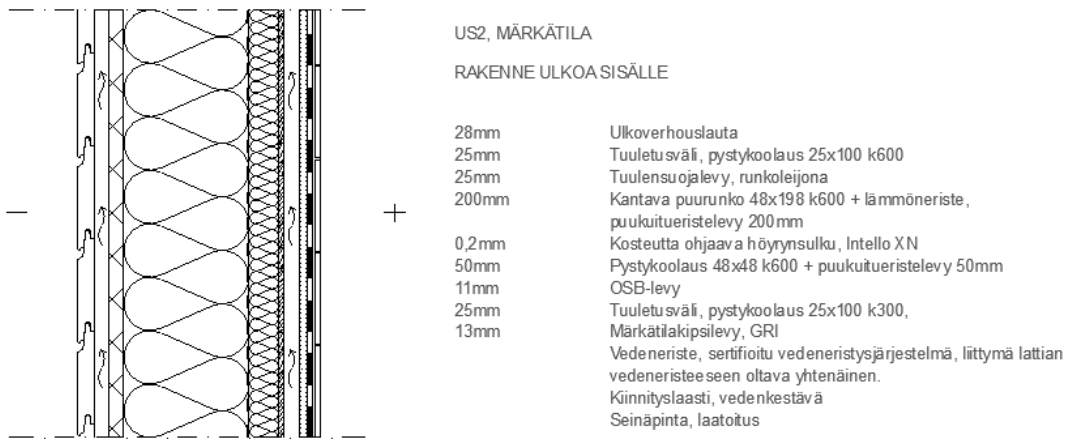 US2, MÄRKÄTILA
RAKENNE ULKOA SISÄLLE
28mm Ulkoverhouslauta
25mm Tuuletusväli, pystykoolaus 25x100 k600
25mm Tuulensuojalevy, runkoleijona
200mm Kantava puurunko 48x198 k600 + lämmöneriste,
puukuitueristelevy 200mm
0,2mm Kosteutta ohjaava höyrynsulku, Intello XN
50mm Pystykoolaus 48x48 k600 + puukuitueristelevy 50mm
11mm OSB-levy
25mm Tuuletusväli, pystykoolaus 25x100 k300,
13mm Märkätilakipsilevy, GRI
Vedeneriste, sertifioitu vedeneristysjärjestelmä, liittymä lattian
vedeneristeeseen oltava yhtenäinen.
Kiinnityslaasti, vedenkestävä
Seinäpinta, laatoitus